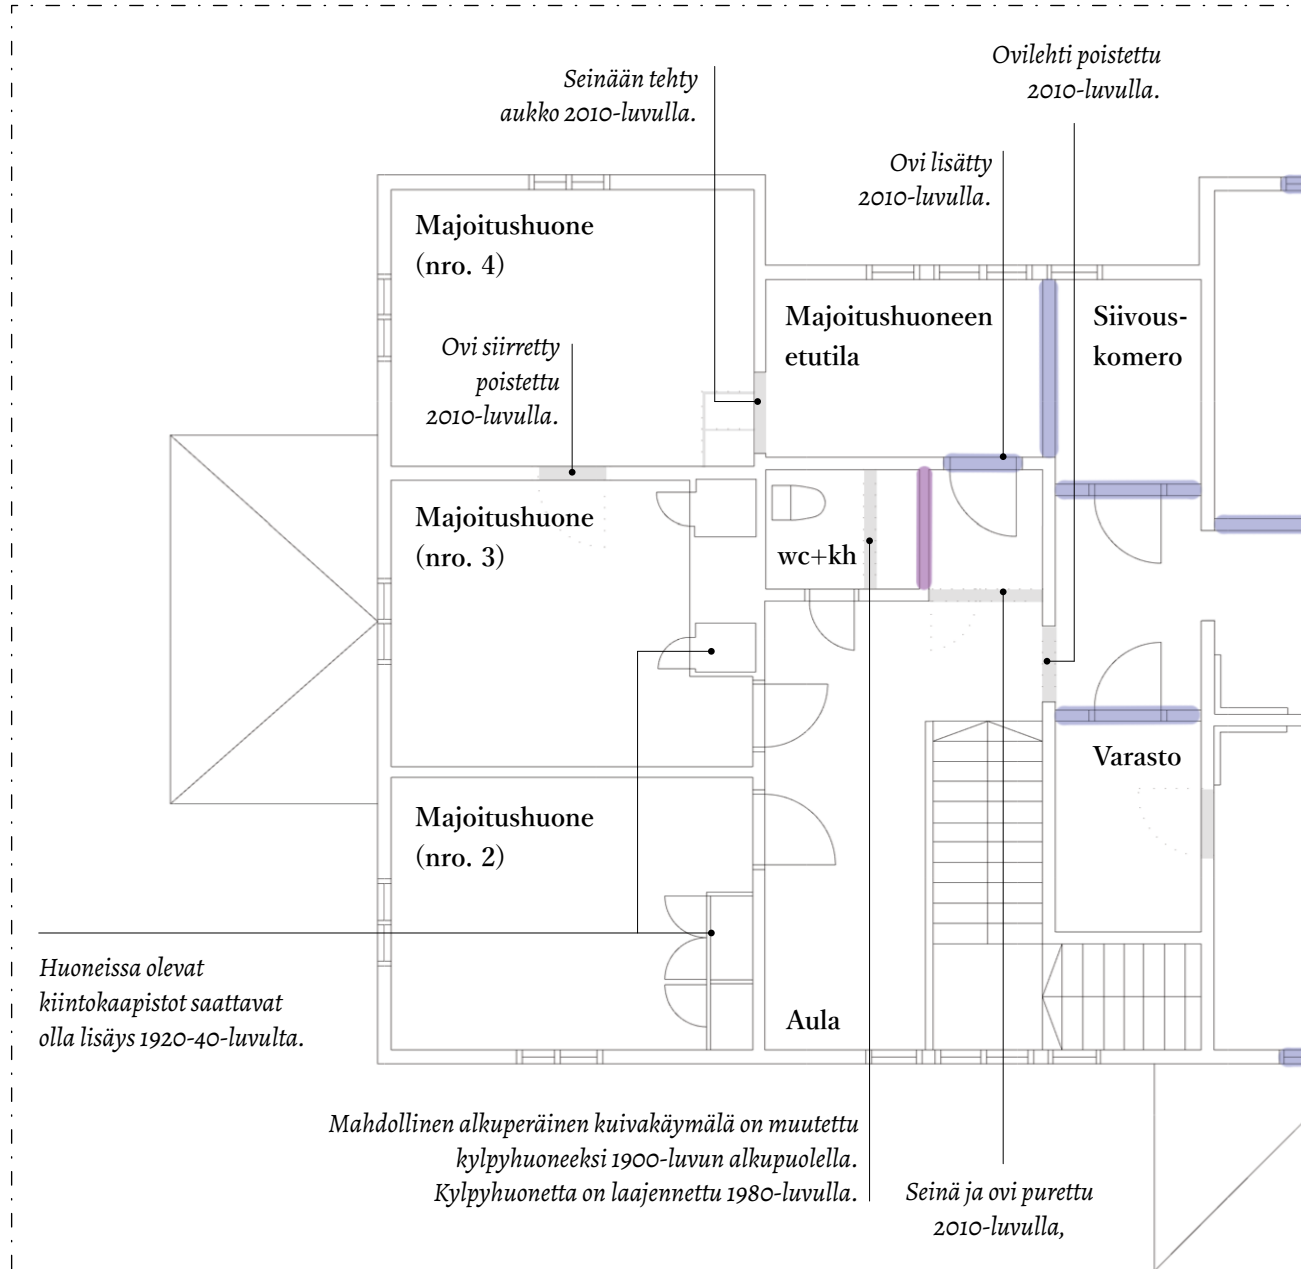 Ovilehti poistettu
2010-luvulla.
Seinään tehty
aukko 2010-luvulla.
Ovi lisätty
2010-luvulla.
Majoitushuone
(nro. 4)
Majoitushuoneen
etutila
Siivous-
komero
Ovi siirretty
poistettu
2010-luvulla.
Majoitushuone
(nro. 3)
wc+kh
Varasto
Majoitushuone
(nro. 2)
Huoneissa olevat
kiintokaapistot saattavat
olla lisäys 1920-40-luvulta.
Aula
Mahdollinen alkuperäinen kuivakäymälä on muutettu
kylpyhuoneeksi 1900-luvun alkupuolella.
Kylpyhuonetta on laajennettu 1980-luvulla.
Seinä ja ovi purettu
2010-luvulla,